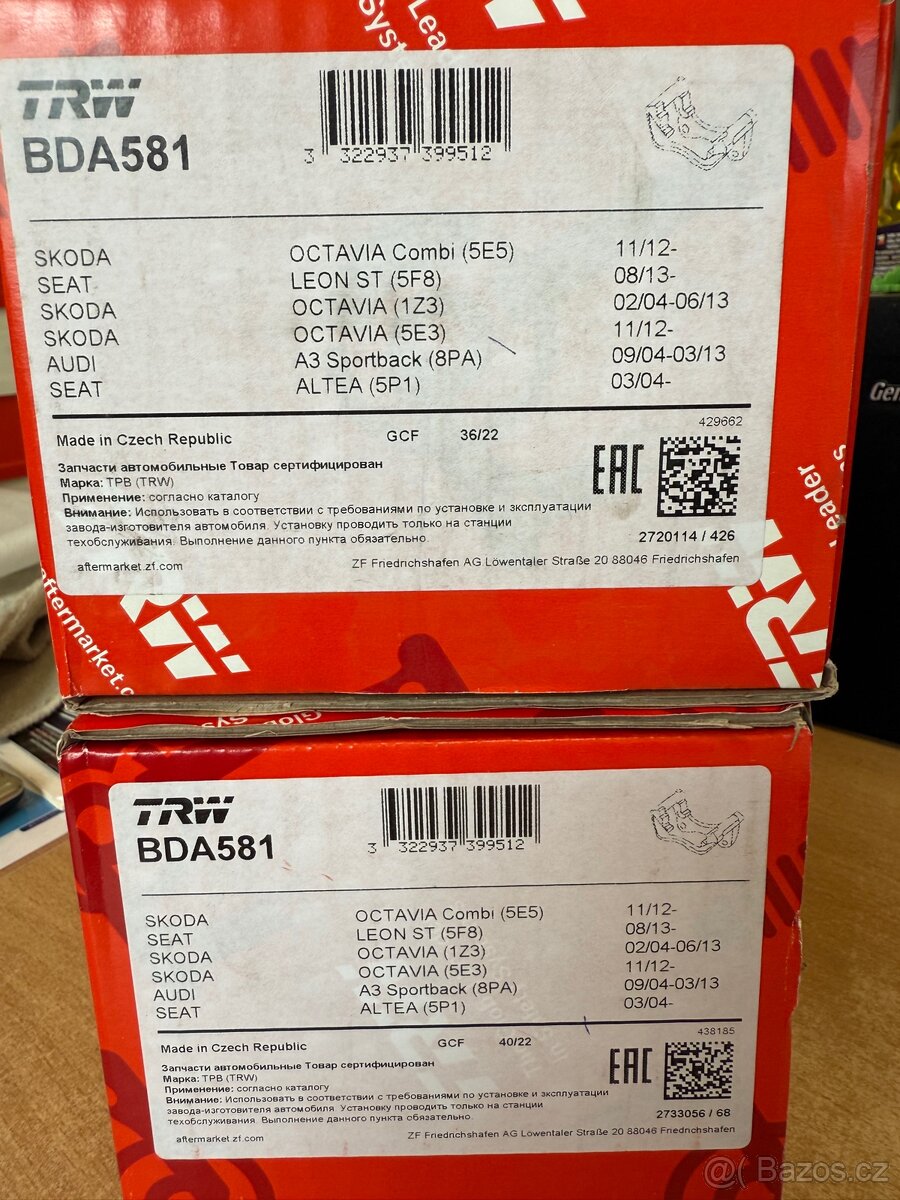 Leader
Syst
TRW
BDA581
3 322937 399512
SKODA OCTAVIA Combi (5E5) 11/12-
SEAT LEON ST (5F8) 08/13-
SKODA OCTAVIA (1Z3) 02/04-06/13
SKODA OCTAVIA (5E3) 11/12-
AUDI A3 Sportback (8PA) 09/04-03/13
SEAT ALTEA (5P1) 03/04-
429662
Made in Czech Republic GCF 36/22
Запчасти автомобильные Товар сертифицирован
Марка: ТРВ (TRW)
Применение: согласно каталогу
Внимание: Использовать в соответствии с требованиями по установке и эксплуатации
завода-изготовителя автомобиля. Установку проводить только на станции
техобслуживания. Выполнение данного пункта обязательно.
EAC
2720114 / 426
aftermarket.zf.com ZF Friedrichshafen AG Löwentaler Straße 20 88046 Friedrichshafen
Leader
TRW
aftermarket.
TRW
BDA581
3 322937 399512
SKODA OCTAVIA Combi (5E5) 11/12-
SEAT LEON ST (5F8) 08/13-
SKODA OCTAVIA (1Z3) 02/04-06/13
SKODA OCTAVIA (5E3) 11/12-
AUDI A3 Sportback (8PA) 09/04-03/13
SEAT ALTEA (5P1) 03/04-
438185
Made in Czech Republic GCF 40/22
Запчасти автомобильные Товар сертифицирован
Марка: ТРВ (TRW)
Применение: согласно каталогу
Внимание: Использовать в соответствии с требованиями по установке и эксплуатации
завода-изготовителя автомобиля. Установку проводить только на станции
техобслуживания. Выполнение данного пункта обязательно.
EAC
2733056 / 68
aftermarket.zf.com ZF Friedrichshafen AG Löwentaler Straße 20 88046 Friedrichshafen
@( Bazos.cz